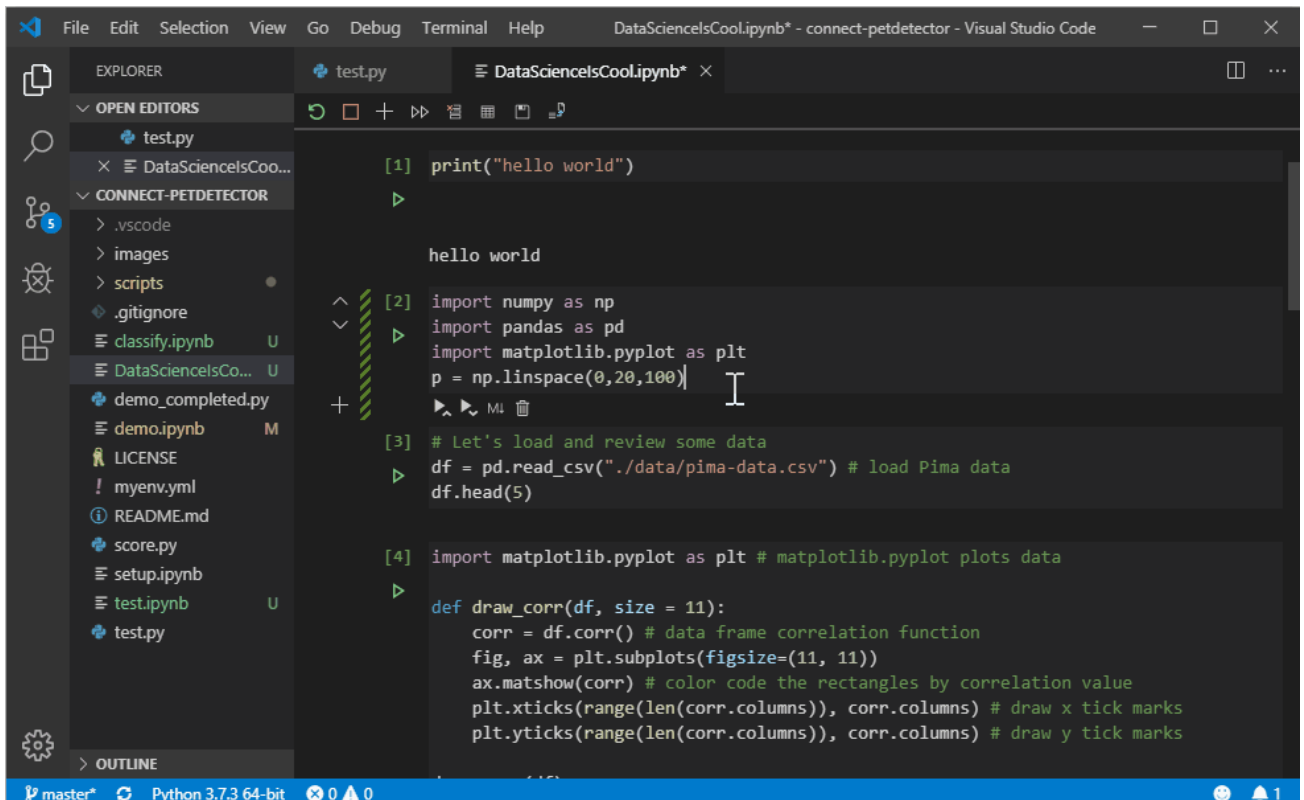 File Edit Selection View Go Debug Terminal Help DataScienceIsCool.ipynb* - connect-petdetector - Visual Studio Code
EXPLORER
OPEN EDITORS
test.py
DataScienceIsCoo...
CONNECT-PETDETECTOR
.vscode
images
scripts
.gitignore
classify.ipynb U
DataScienceIsCo... U
demo_completed.py
demo.ipynb M
LICENSE
myenv.yml
README.md
score.py
setup.ipynb
test.ipynb U
test.py
OUTLINE
5
test.py DataScienceIsCool.ipynb*
[1] print("hello world")
hello world
[2] import numpy as np
import pandas as pd
import matplotlib.pyplot as plt
p = np.linspace(0,20,100)
M↓
[3] # Let's load and review some data
df = pd.read_csv("./data/pima-data.csv") # load Pima data
df.head(5)
[4] import matplotlib.pyplot as plt # matplotlib.pyplot plots data
def draw_corr(df, size = 11):
    corr = df.corr() # data frame correlation function
    fig, ax = plt.subplots(figsize=(11, 11))
    ax.matshow(corr) # color code the rectangles by correlation value
    plt.xticks(range(len(corr.columns)), corr.columns) # draw x tick marks
    plt.yticks(range(len(corr.columns)), corr.columns) # draw y tick marks
master* Python 3.7.3 64-bit 0 0 1